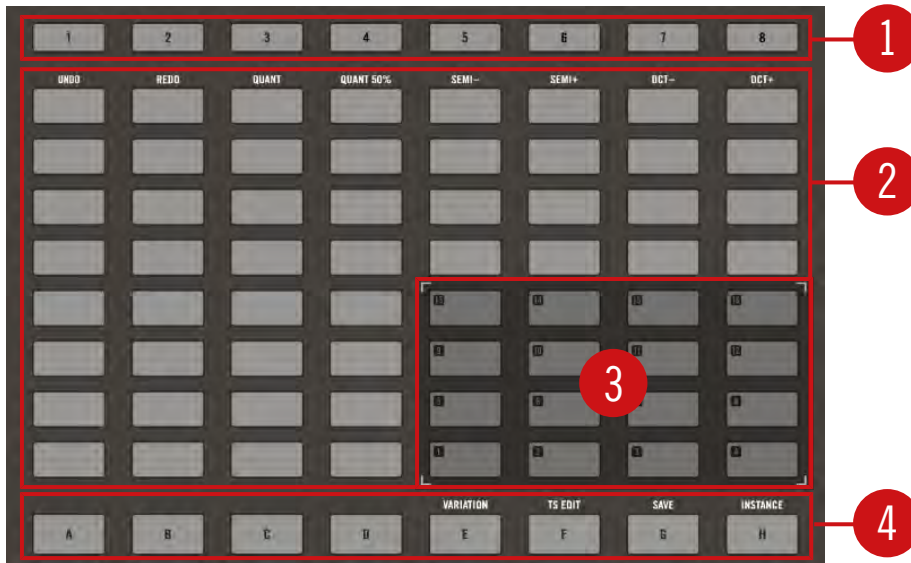 1 2 3 4 5 6 7 8
1
UNDO REDO QUANT QUANT 50% SEMI– SEMI+ OCT– OCT+
2
13 14 15 16
9 10 11 12
3
1 2 3 4
VARIATION TS EDIT SAVE INSTANCE
A B C D E F G H
4